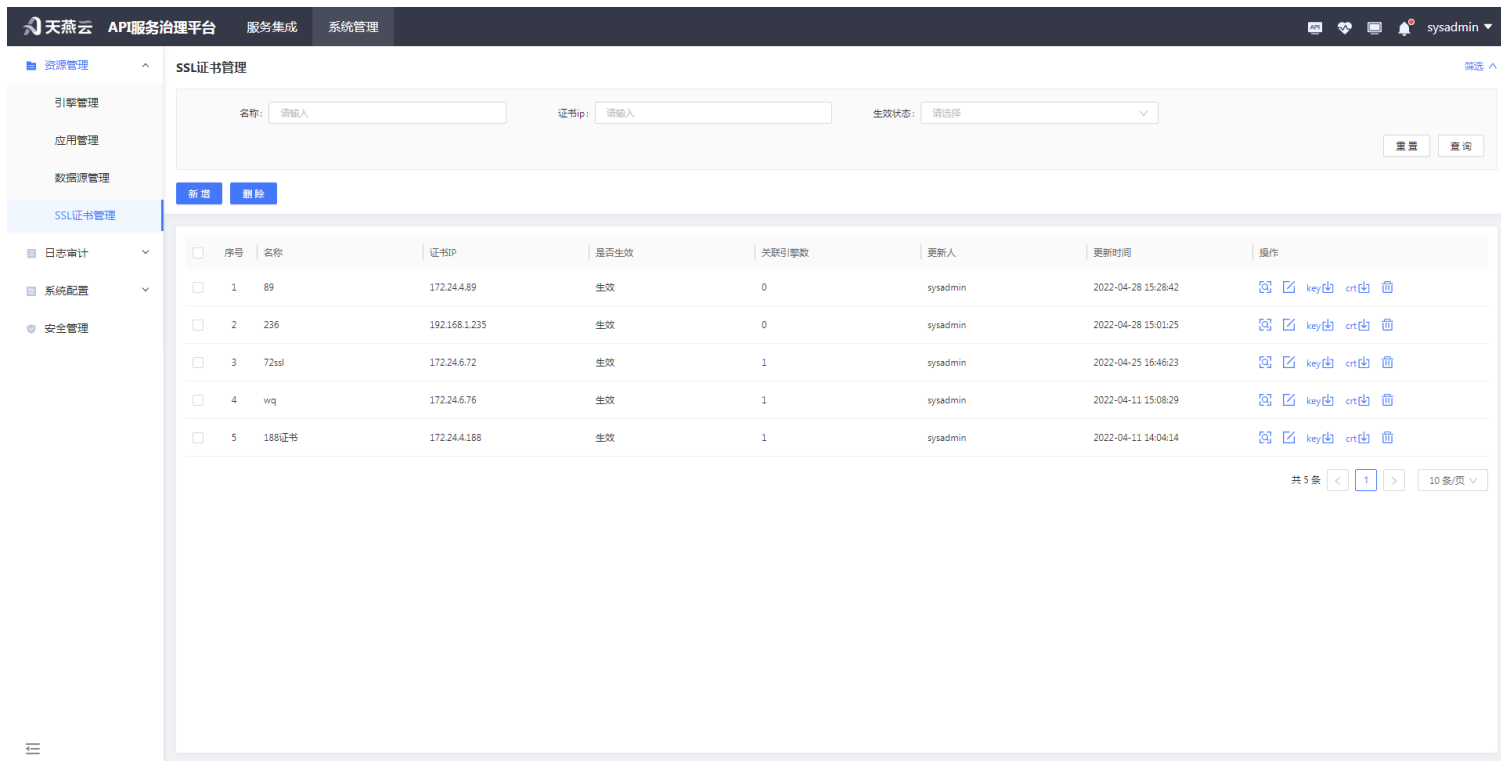 天燕云 API服务治理平台 服务集成 系统管理 API sysadmin
资源管理
引擎管理
应用管理
数据源管理
SSL证书管理
日志审计
系统配置
安全管理
SSL证书管理 筛选
名称: 请输入 证书ip: 请输入 生效状态: 请选择
重置 查询
新增 删除
序号 名称 证书IP 是否生效 关联引擎数 更新人 更新时间 操作
1 89 172.24.4.89 生效 0 sysadmin 2022-04-28 15:28:42 key crt
2 236 192.168.1.235 生效 0 sysadmin 2022-04-28 15:01:25 key crt
3 72ssl 172.24.6.72 生效 1 sysadmin 2022-04-25 16:46:23 key crt
4 wq 172.24.6.76 生效 1 sysadmin 2022-04-11 15:08:29 key crt
5 188证书 172.24.4.188 生效 1 sysadmin 2022-04-11 14:04:14 key crt
共 5 条 < 1 > 10 条/页